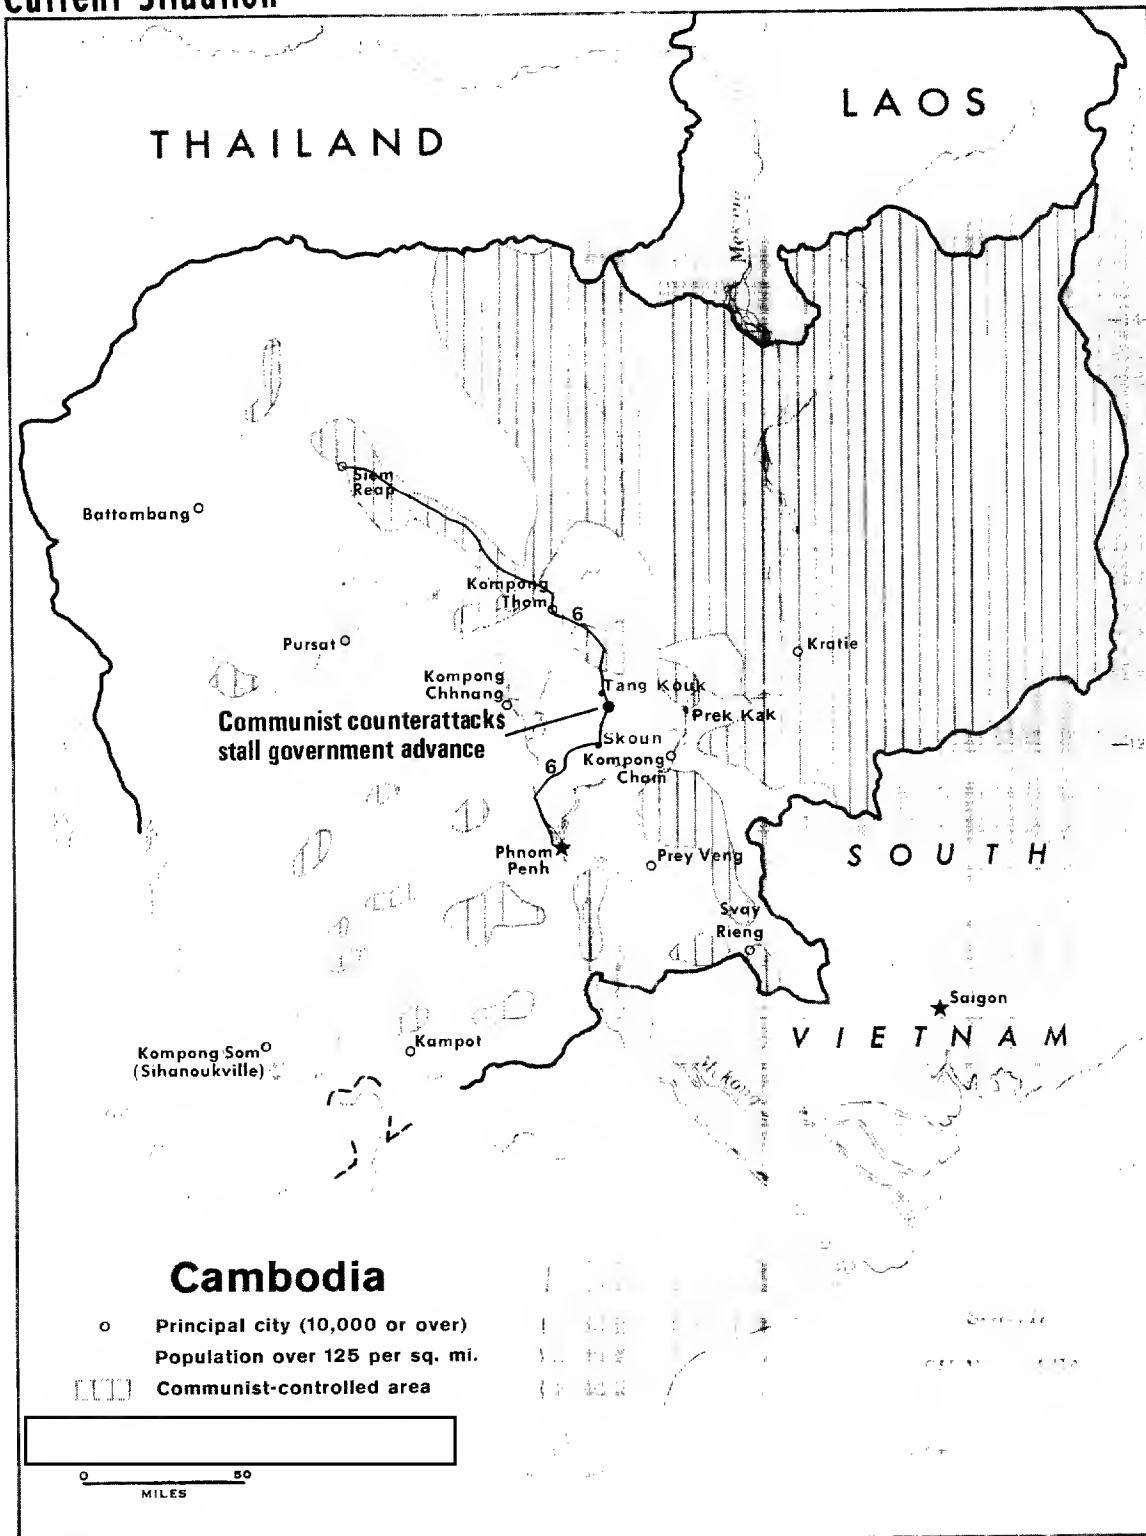 Current Situation
THAILAND
LAOS
Mekong
Siem
Reap
Battambang
Kompong
Thom
6
Pursat
Kratie
Kompong
Chhnang
Tang Kouk
Prek Kak
Communist counterattacks
stall government advance
Skoun
6
Kompong
Cham
12
Phnom
Penh
Prey Veng
SOUTH
Svay
Rieng
Saigon
VIETNAM
Kompong Som
(Sihanoukville)
Kampot
Mekong
Cambodia
Principal city (10,000 or over)
Population over 125 per sq. mi.
Communist-controlled area
0 50
MILES